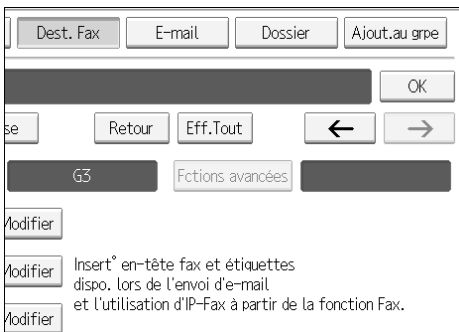 Dest. Fax E-mail Dossier Ajout.au grpe
OK
se Retour Eff.Tout ← →
G3 Fctions avancées
Modifier
Modifier Insert° en-tête fax et étiquettes
dispo. lors de l'envoi d'e-mail
et l'utilisation d'IP-Fax à partir de la fonction Fax.
Modifier